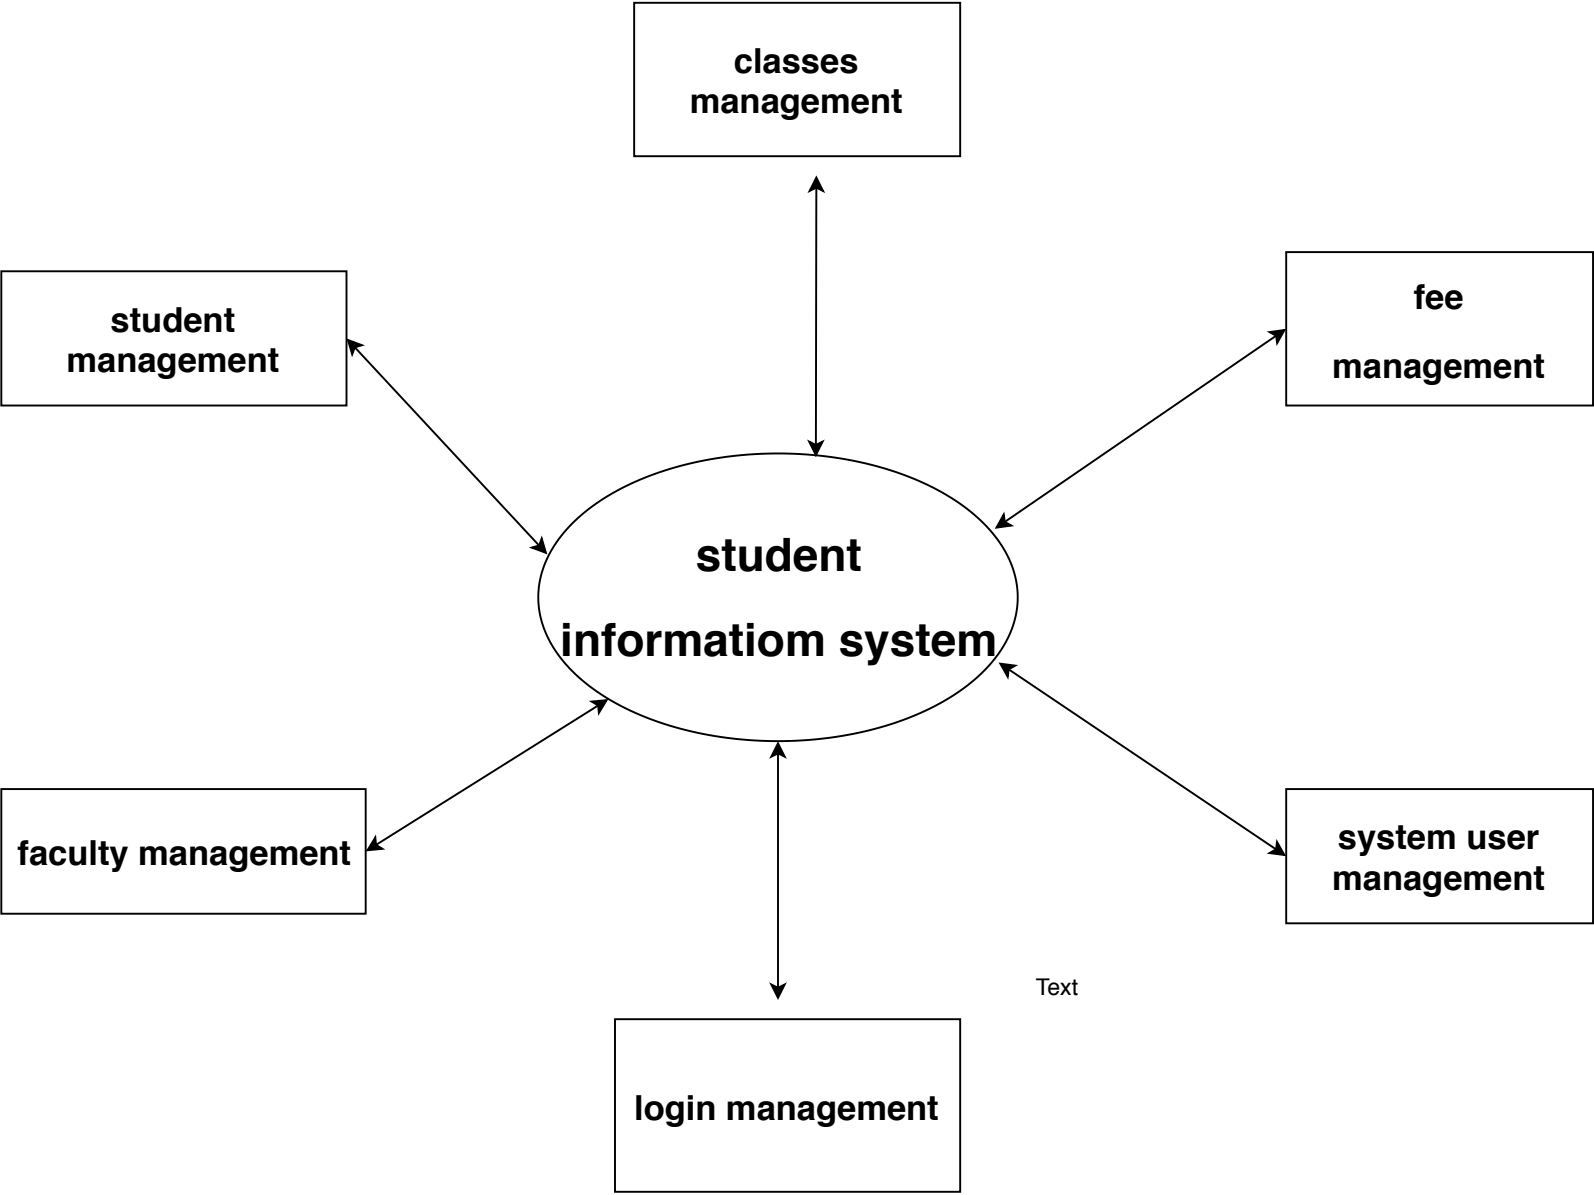 classes
management
student
management
fee
management
student
informatiom system
faculty management
system user
management
Text
login management